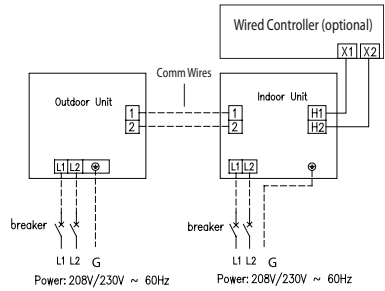 Wired Controller (optional)
X1 X2
Comm Wires
Outdoor Unit
Indoor Unit
1
2
1
2
H1
H2
L1 L2
L1 L2
breaker
breaker
L1 L2 G
L1 L2 G
Power: 208V/230V ~ 60Hz
Power: 208V/230V ~ 60Hz